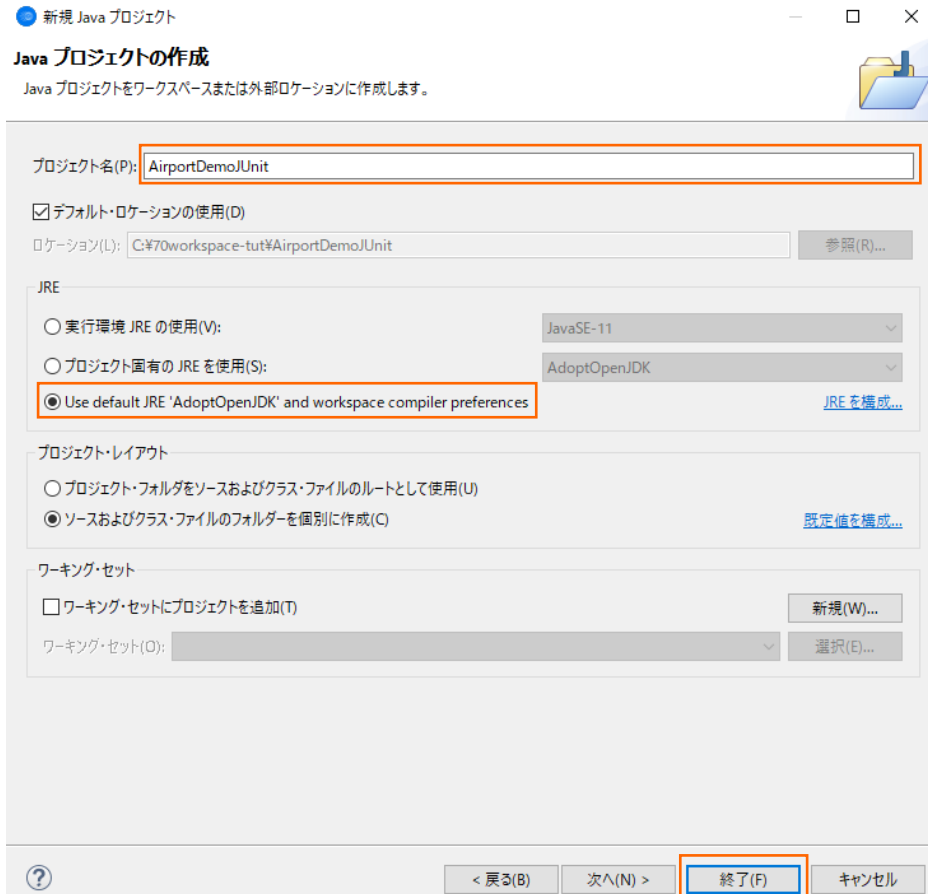 新規 Java プロジェクト
Java プロジェクトの作成
Java プロジェクトをワークスペースまたは外部ロケーションに作成します。
プロジェクト名(P): AirportDemoJUnit
デフォルト・ロケーションの使用(D)
ロケーション(L): C:¥70workspace-tut¥AirportDemoJUnit 参照(R)...
JRE
実行環境 JRE の使用(V): JavaSE-11
プロジェクト固有の JRE を使用(S): AdoptOpenJDK
Use default JRE 'AdoptOpenJDK' and workspace compiler preferences JRE を構成...
プロジェクト・レイアウト
プロジェクト・フォルダをソースおよびクラス・ファイルのルートとして使用(U)
ソースおよびクラス・ファイルのフォルダーを個別に作成(C) 既定値を構成...
ワーキング・セット
ワーキング・セットにプロジェクトを追加(T) 新規(W)...
ワーキング・セット(O): 選択(E)...
? < 戻る(B) 次へ(N) > 終了(F) キャンセル